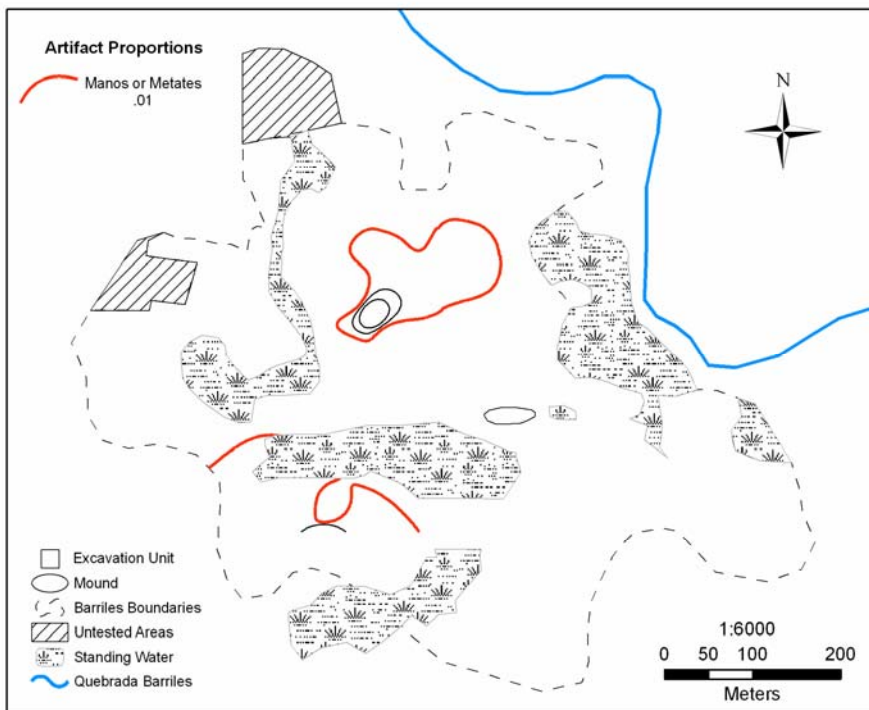 Artifact Proportions
Manos or Metates
.01
N
Excavation Unit
Mound
Barriles Boundaries
Untested Areas
Standing Water
Quebrada Barriles
1:6000
0 50 100 200
Meters